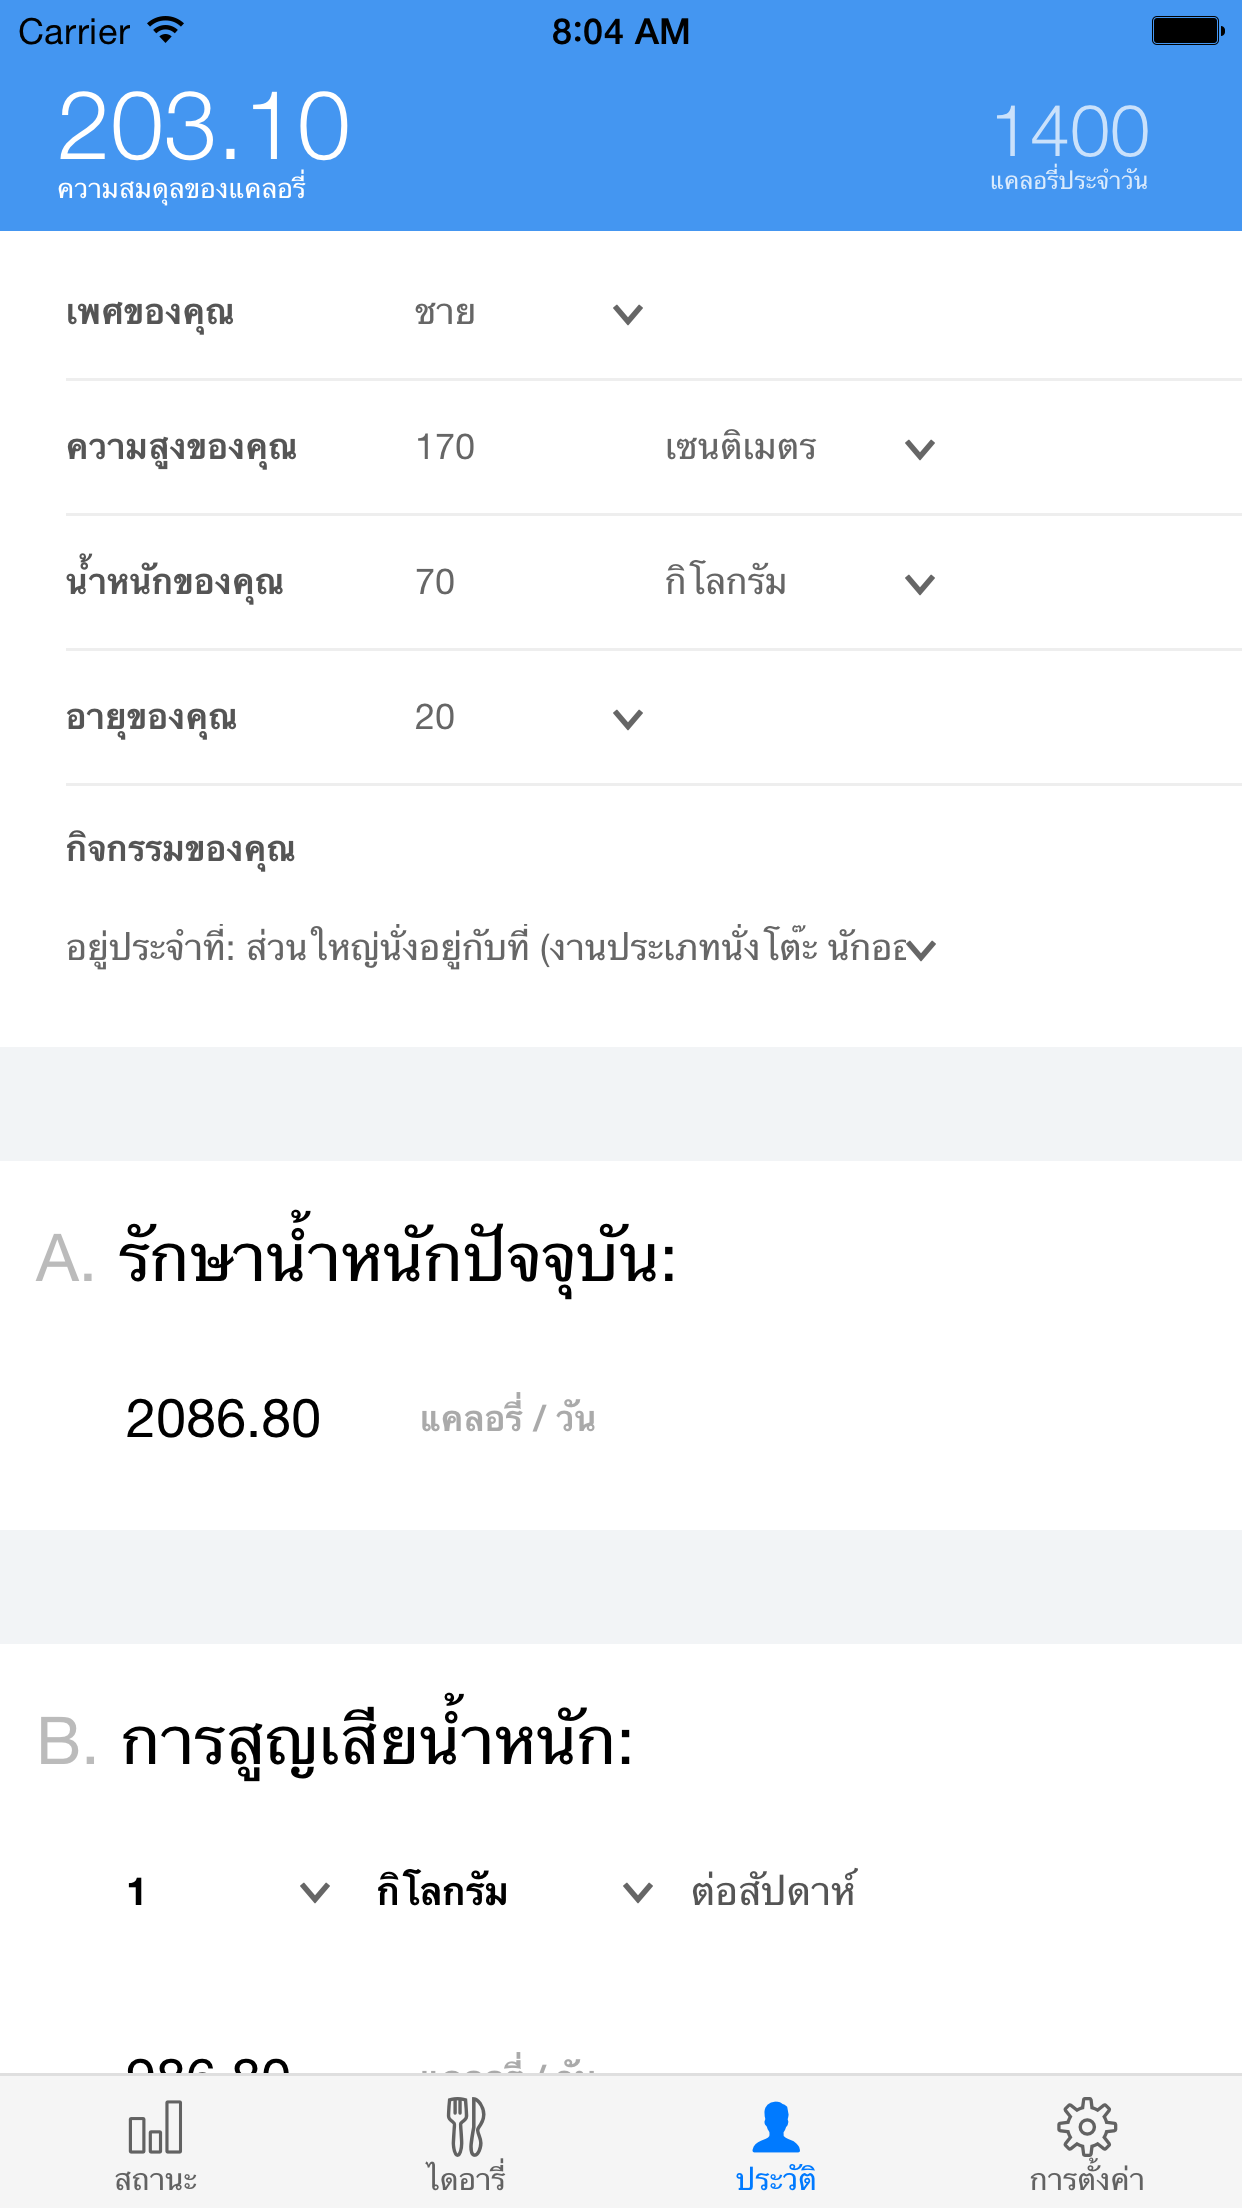 Carrier 8:04 AM
203.10 1400
ความสมดุลของแคลอรี่ แคลอรี่ประจำวัน
เพศของคุณ ชาย
ความสูงของคุณ 170 เซนติเมตร
น้ำหนักของคุณ 70 กิโลกรัม
อายุของคุณ 20
กิจกรรมของคุณ
อยู่ประจำที่: ส่วนใหญ่นั่งอยู่กับที่ (งานประเภทนั่งโต๊ะ นักออ
A. รักษาน้ำหนักปัจจุบัน:
2086.80 แคลอรี่ / วัน
B. การสูญเสียน้ำหนัก:
1 กิโลกรัม ต่อสัปดาห์
986.80 แคลอรี่ / วัน
สถานะ ไดอารี่ ประวัติ การตั้งค่า